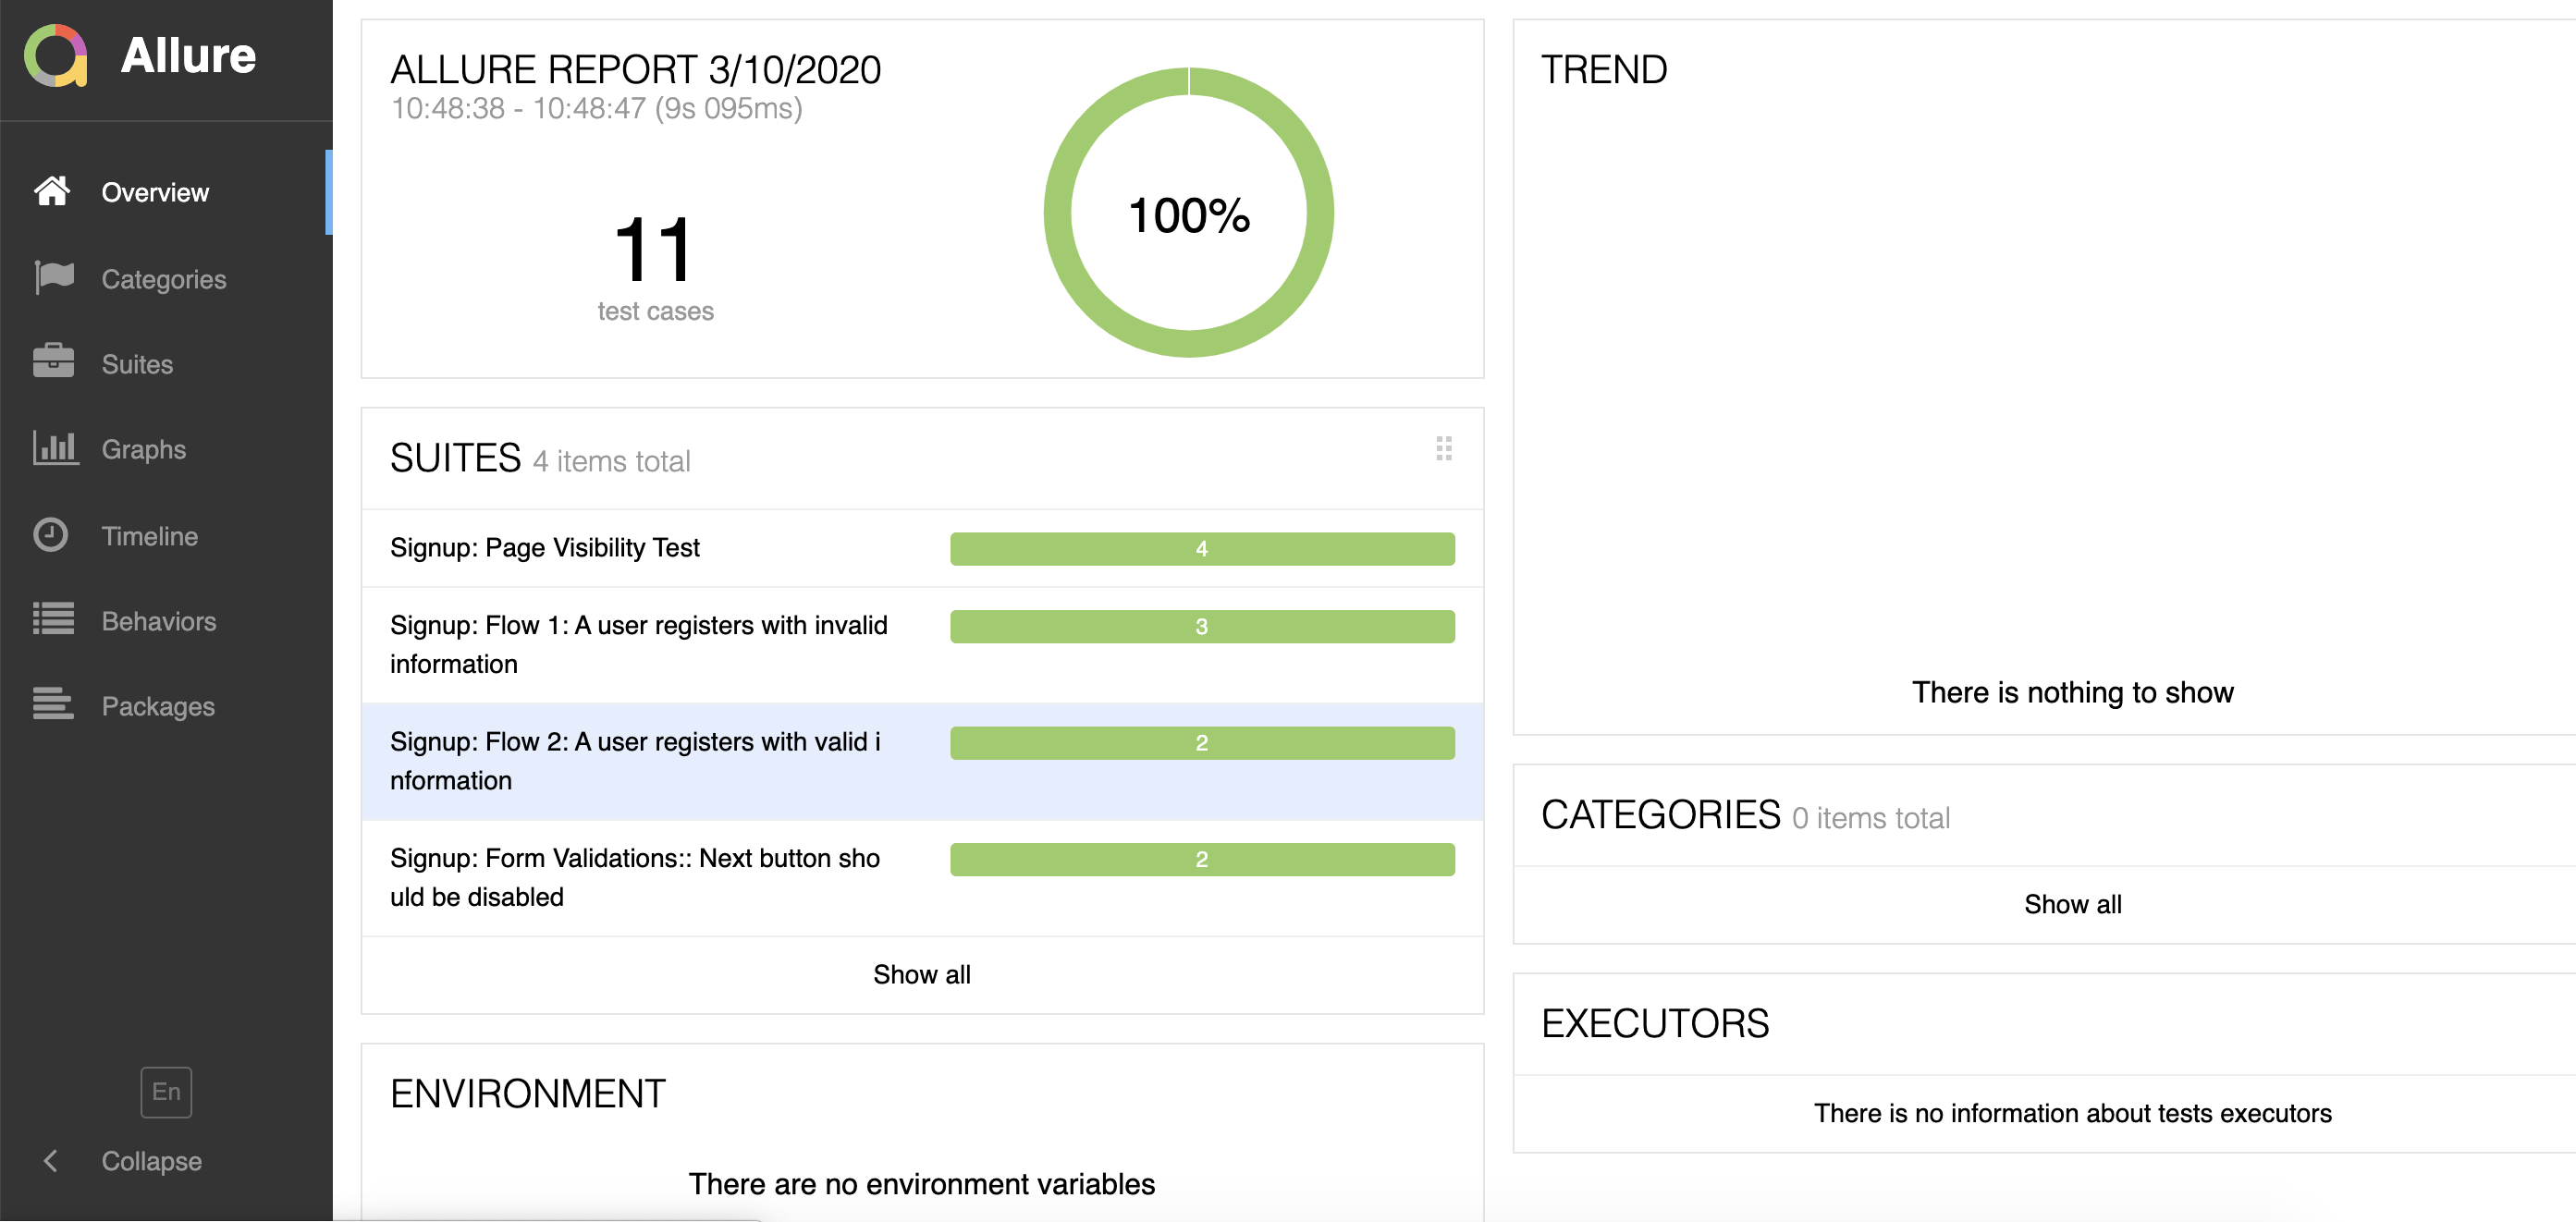 Allure
Overview
Categories
Suites
Graphs
Timeline
Behaviors
Packages
En
Collapse
ALLURE REPORT 3/10/2020
10:48:38 - 10:48:47 (9s 095ms)
11
test cases
100%
SUITES 4 items total
Signup: Page Visibility Test
4
Signup: Flow 1: A user registers with invalid
information
3
Signup: Flow 2: A user registers with valid i
nformation
2
Signup: Form Validations:: Next button sho
uld be disabled
2
Show all
ENVIRONMENT
There are no environment variables
TREND
There is nothing to show
CATEGORIES 0 items total
Show all
EXECUTORS
There is no information about tests executors